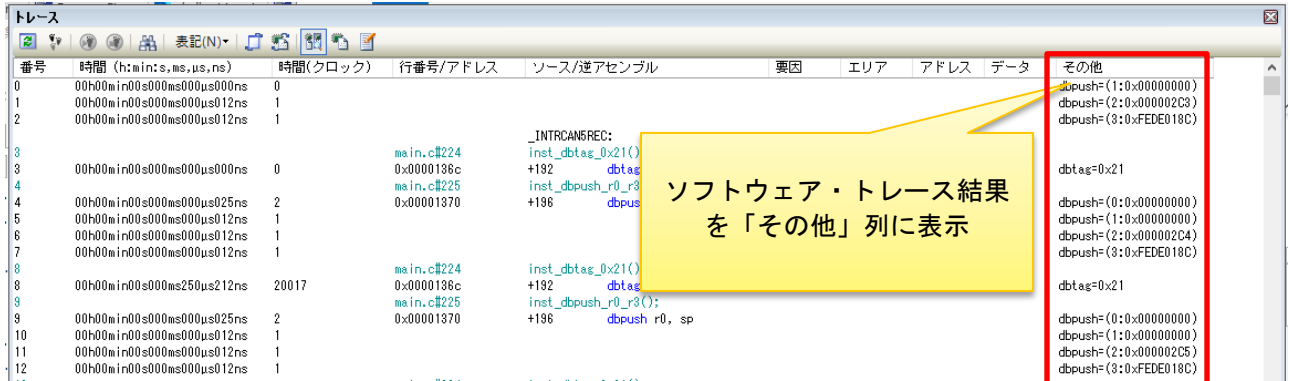 トレース
表記(N)
番号 時間 (h:min:s,ms,µs,ns) 時間(クロック) 行番号/アドレス ソース/逆アセンブル 要因 エリア アドレス データ その他
0 00h00min00s000ms000µs000ns 0 dbpush=(1:0x00000000)
1 00h00min00s000ms000µs012ns 1 dbpush=(2:0x000002C3)
2 00h00min00s000ms000µs012ns 1 dbpush=(3:0xFEDE018C)
_INTRCAN5REC:
3 main.c#224 inst_dbtag_0x21()
3 00h00min00s000ms000µs000ns 0 0x0000136c +192 dbtag dbtag=0x21
4 main.c#225 inst_dbpush_r0_r3
4 00h00min00s000ms000µs025ns 2 0x00001370 +196 dbpus dbpush=(0:0x00000000)
5 00h00min00s000ms000µs012ns 1 dbpush=(1:0x00000000)
6 00h00min00s000ms000µs012ns 1 dbpush=(2:0x000002C4)
7 00h00min00s000ms000µs012ns 1 dbpush=(3:0xFEDE018C)
ソフトウェア・トレース結果
を「その他」列に表示
8 main.c#224 inst_dbtag_0x21()
8 00h00min00s000ms250µs212ns 20017 0x0000136c +192 dbtag dbtag=0x21
9 main.c#225 inst_dbpush_r0_r3();
9 00h00min00s000ms000µs025ns 2 0x00001370 +196 dbpush r0, sp dbpush=(0:0x00000000)
10 00h00min00s000ms000µs012ns 1 dbpush=(1:0x00000000)
11 00h00min00s000ms000µs012ns 1 dbpush=(2:0x000002C5)
12 00h00min00s000ms000µs012ns 1 dbpush=(3:0xFEDE018C)